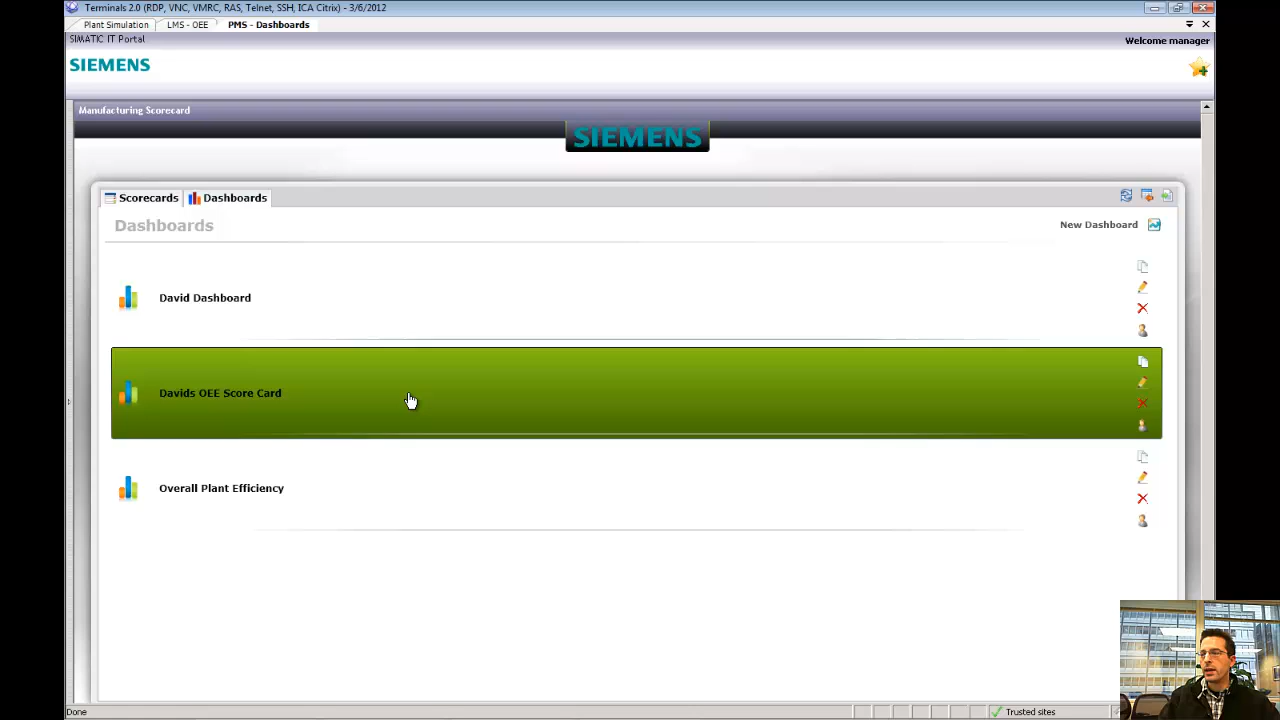 Terminals 2.0 (RDP, VNC, VMRC, RAS, Telnet, SSH, ICA Citrix) - 3/6/2012
Plant Simulation LMS - OEE PMS - Dashboards
SIMATIC IT Portal
Welcome manager
SIEMENS
Manufacturing Scorecard
SIEMENS
Scorecards Dashboards
Dashboards
New Dashboard
David Dashboard
Davids OEE Score Card
Overall Plant Efficiency
Done
Trusted sites